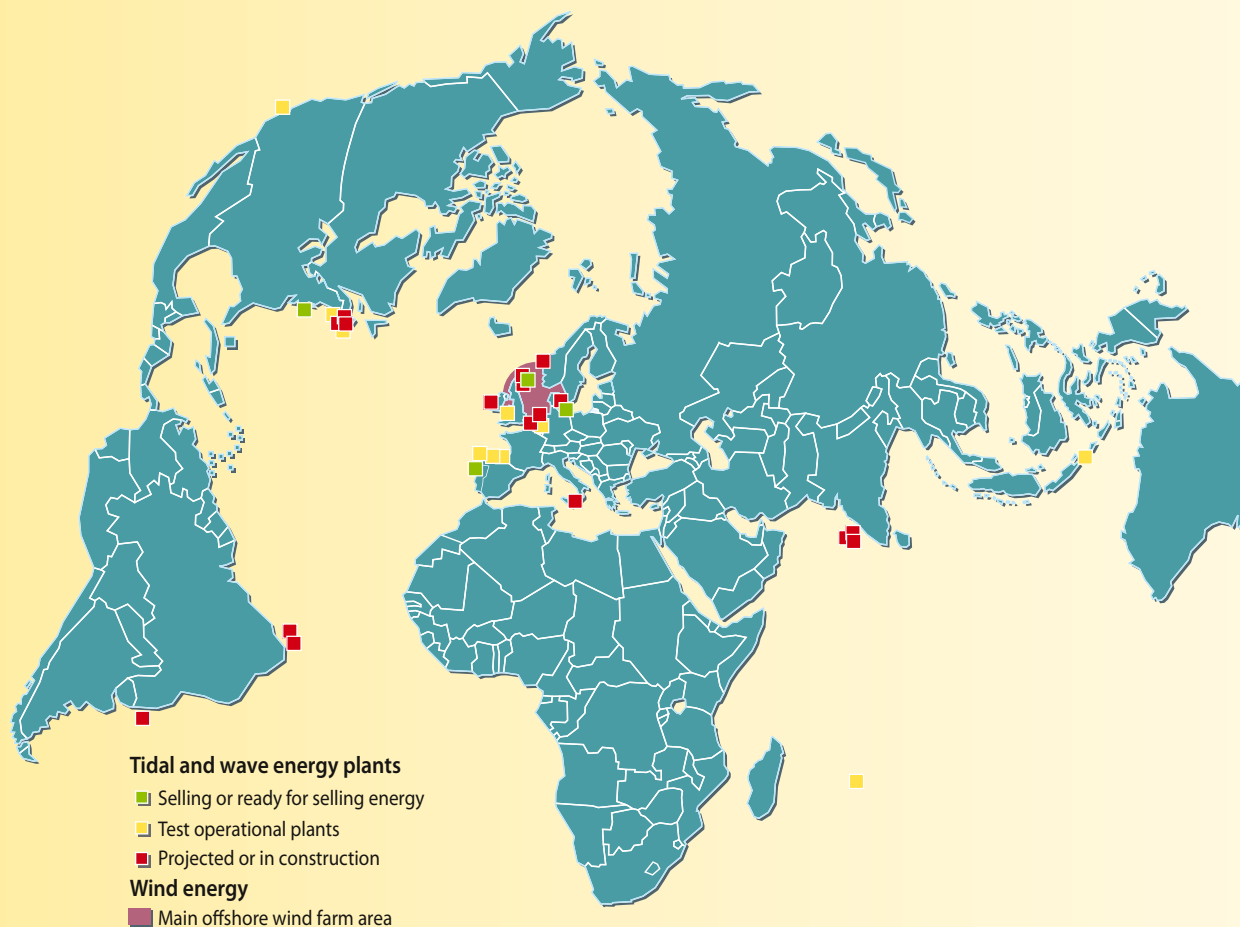 Tidal and wave energy plants
Selling or ready for selling energy
Test operational plants
Projected or in construction
Wind energy
Main offshore wind farm area